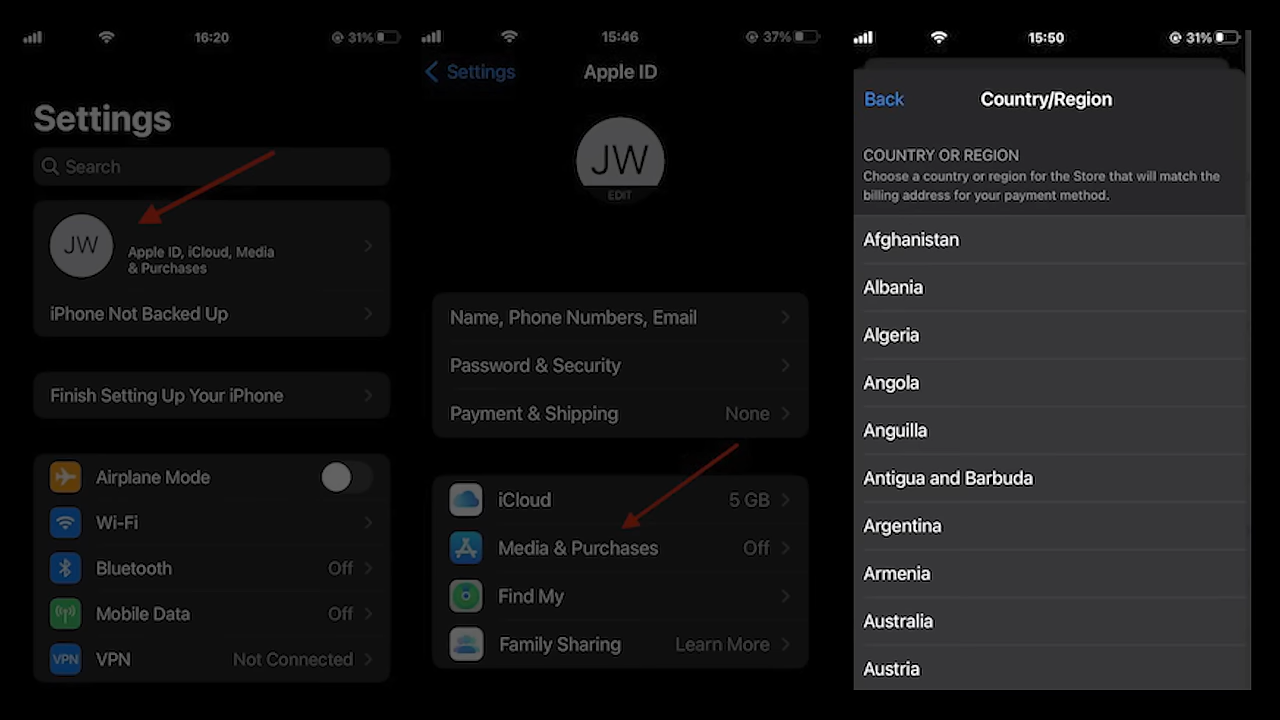 16:20
31%
Settings
Search
JW
Apple ID, iCloud, Media
& Purchases
iPhone Not Backed Up
Finish Setting Up Your iPhone
Airplane Mode
Wi-Fi
Bluetooth Off
Mobile Data Off
VPN VPN Not Connected
15:46
37%
Settings Apple ID
JW
EDIT
Name, Phone Numbers, Email
Password & Security
Payment & Shipping None
iCloud 5 GB
Media & Purchases Off
Find My
Family Sharing Learn More
15:50
31%
Back Country/Region
COUNTRY OR REGION
Choose a country or region for the Store that will match the
billing address for your payment method.
Afghanistan
Albania
Algeria
Angola
Anguilla
Antigua and Barbuda
Argentina
Armenia
Australia
Austria